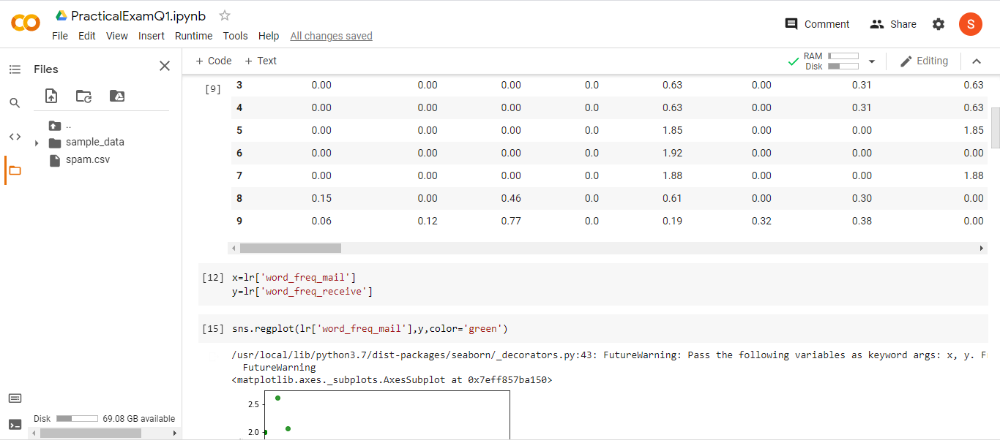 PracticalExamQ1.ipynb
File Edit View Insert Runtime Tools Help All changes saved
Comment Share S
Files
+ Code + Text
RAM
Disk
Editing
..
sample_data
spam.csv
[9]
3 0.00 0.00 0.00 0.0 0.63 0.00 0.31 0.63
4 0.00 0.00 0.00 0.0 0.63 0.00 0.31 0.63
5 0.00 0.00 0.00 0.0 1.85 0.00 0.00 1.85
6 0.00 0.00 0.00 0.0 1.92 0.00 0.00 0.00
7 0.00 0.00 0.00 0.0 1.88 0.00 0.00 1.88
8 0.15 0.00 0.46 0.0 0.61 0.00 0.30 0.00
9 0.06 0.12 0.77 0.0 0.19 0.32 0.38 0.00
[12] x=lr['word_freq_mail']
y=lr['word_freq_receive']
[15] sns.regplot(lr['word_freq_mail'],y,color='green')
/usr/local/lib/python3.7/dist-packages/seaborn/_decorators.py:43: FutureWarning: Pass the following variables as keyword args: x, y. F
FutureWarning
<matplotlib.axes._subplots.AxesSubplot at 0x7eff857ba150>
2.5
2.0
Disk 69.08 GB available